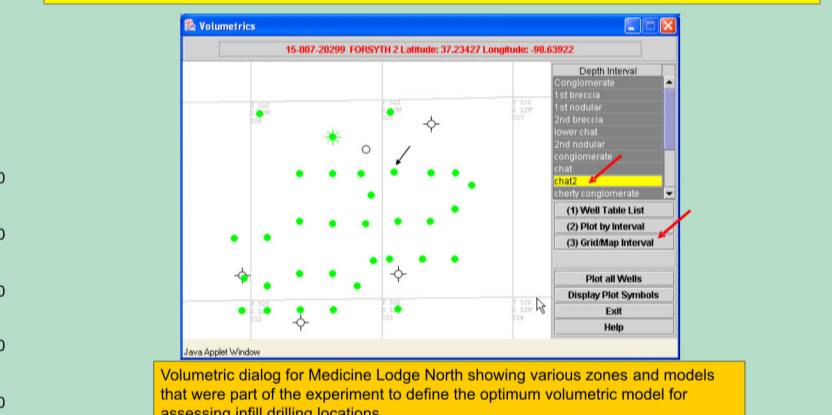 Volumetrics
15-007-20299 FORSYTH 2 Latitude: 37.23427 Longitude: -98.63922
Depth Interval
Conglomerate
1st breccia
1st nodular
2nd breccia
lower chat
2nd nodular
conglomerate
chat
chat2
cherty conglomerate
(1) Well Table List
(2) Plot by Interval
(3) Grid/Map Interval
Plot all Wells
Display Plot Symbols
Exit
Help
Java Applet Window
Volumetric dialog for Medicine Lodge North showing various zones and models
that were part of the experiment to define the optimum volumetric model for
assessing infill drilling locations